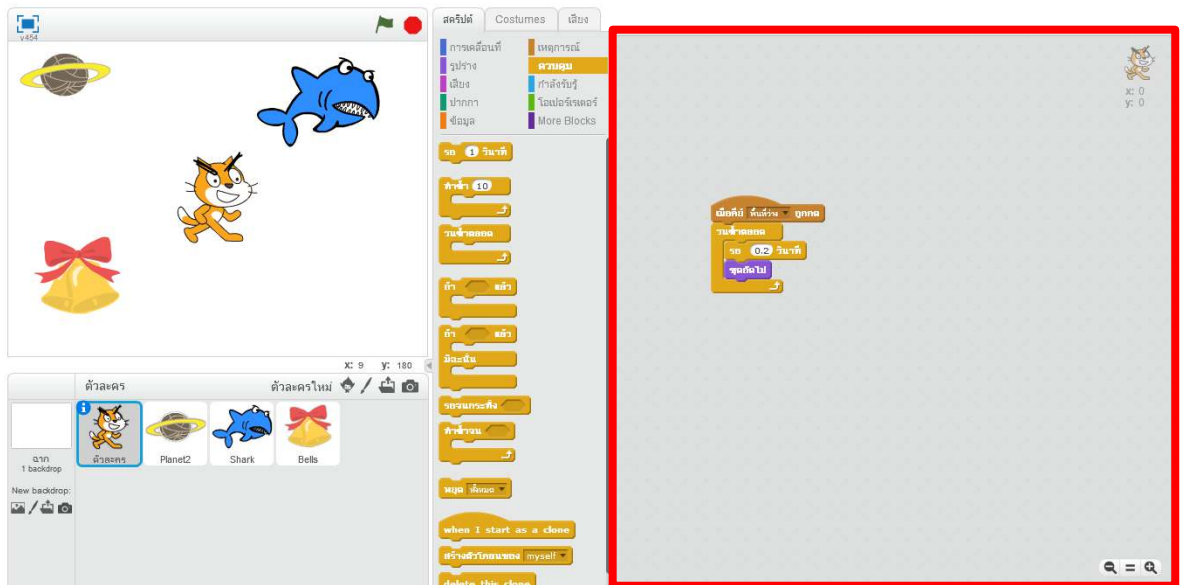 v454
x: 9 y: 180
ตัวละคร ตัวละครใหม่
ฉาก
1 backdrop
New backdrop:
ตัวละคร
Planet2
Shark
Bells
สคริปต์ Costumes เสียง
การเคลื่อนที่ เหตุการณ์
รูปร่าง ควบคุม
เสียง กำลังรับรู้
ปากกา โอเปอร์เรเตอร์
ข้อมูล More Blocks
รอ 1 วินาที
ทำซ้ำ 10
วนซ้ำตลอด
ถ้า แล้ว
ถ้า แล้ว
มิฉะนั้น
รอจนกระทั่ง
ทำซ้ำจน
หยุด ทั้งหมด
when I start as a clone
สร้างตัวโคลนของ myself
delete this clone
x: 0
y: 0
เมื่อคีย์ พื้นที่ว่าง ถูกกด
วนซ้ำตลอด
รอ 0.2 วินาที
ชุดถัดไป